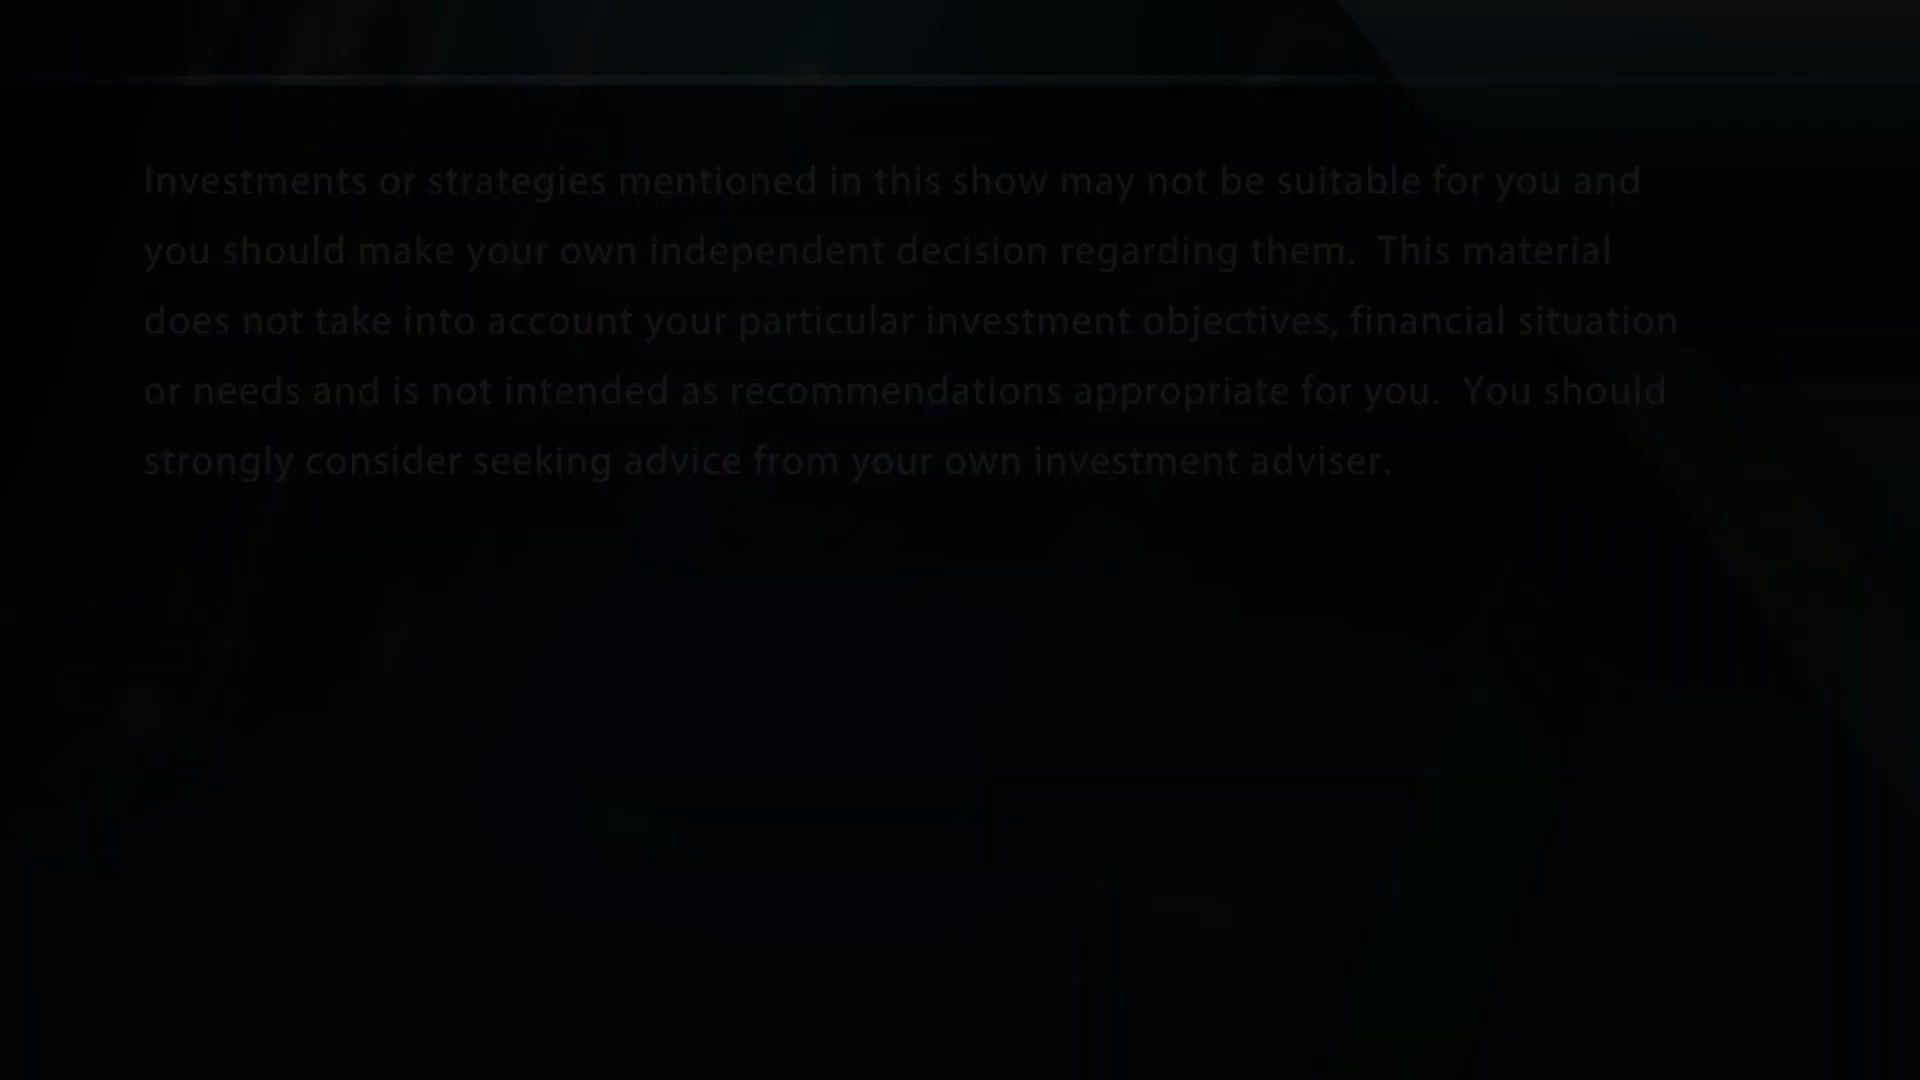 Investments or strategies mentioned in this show may not be suitable for you and
you should make your own independent decision regarding them.  This material
does not take into account your particular investment objectives, financial situation
or needs and is not intended as recommendations appropriate for you.  You should
strongly consider seeking advice from your own investment adviser.